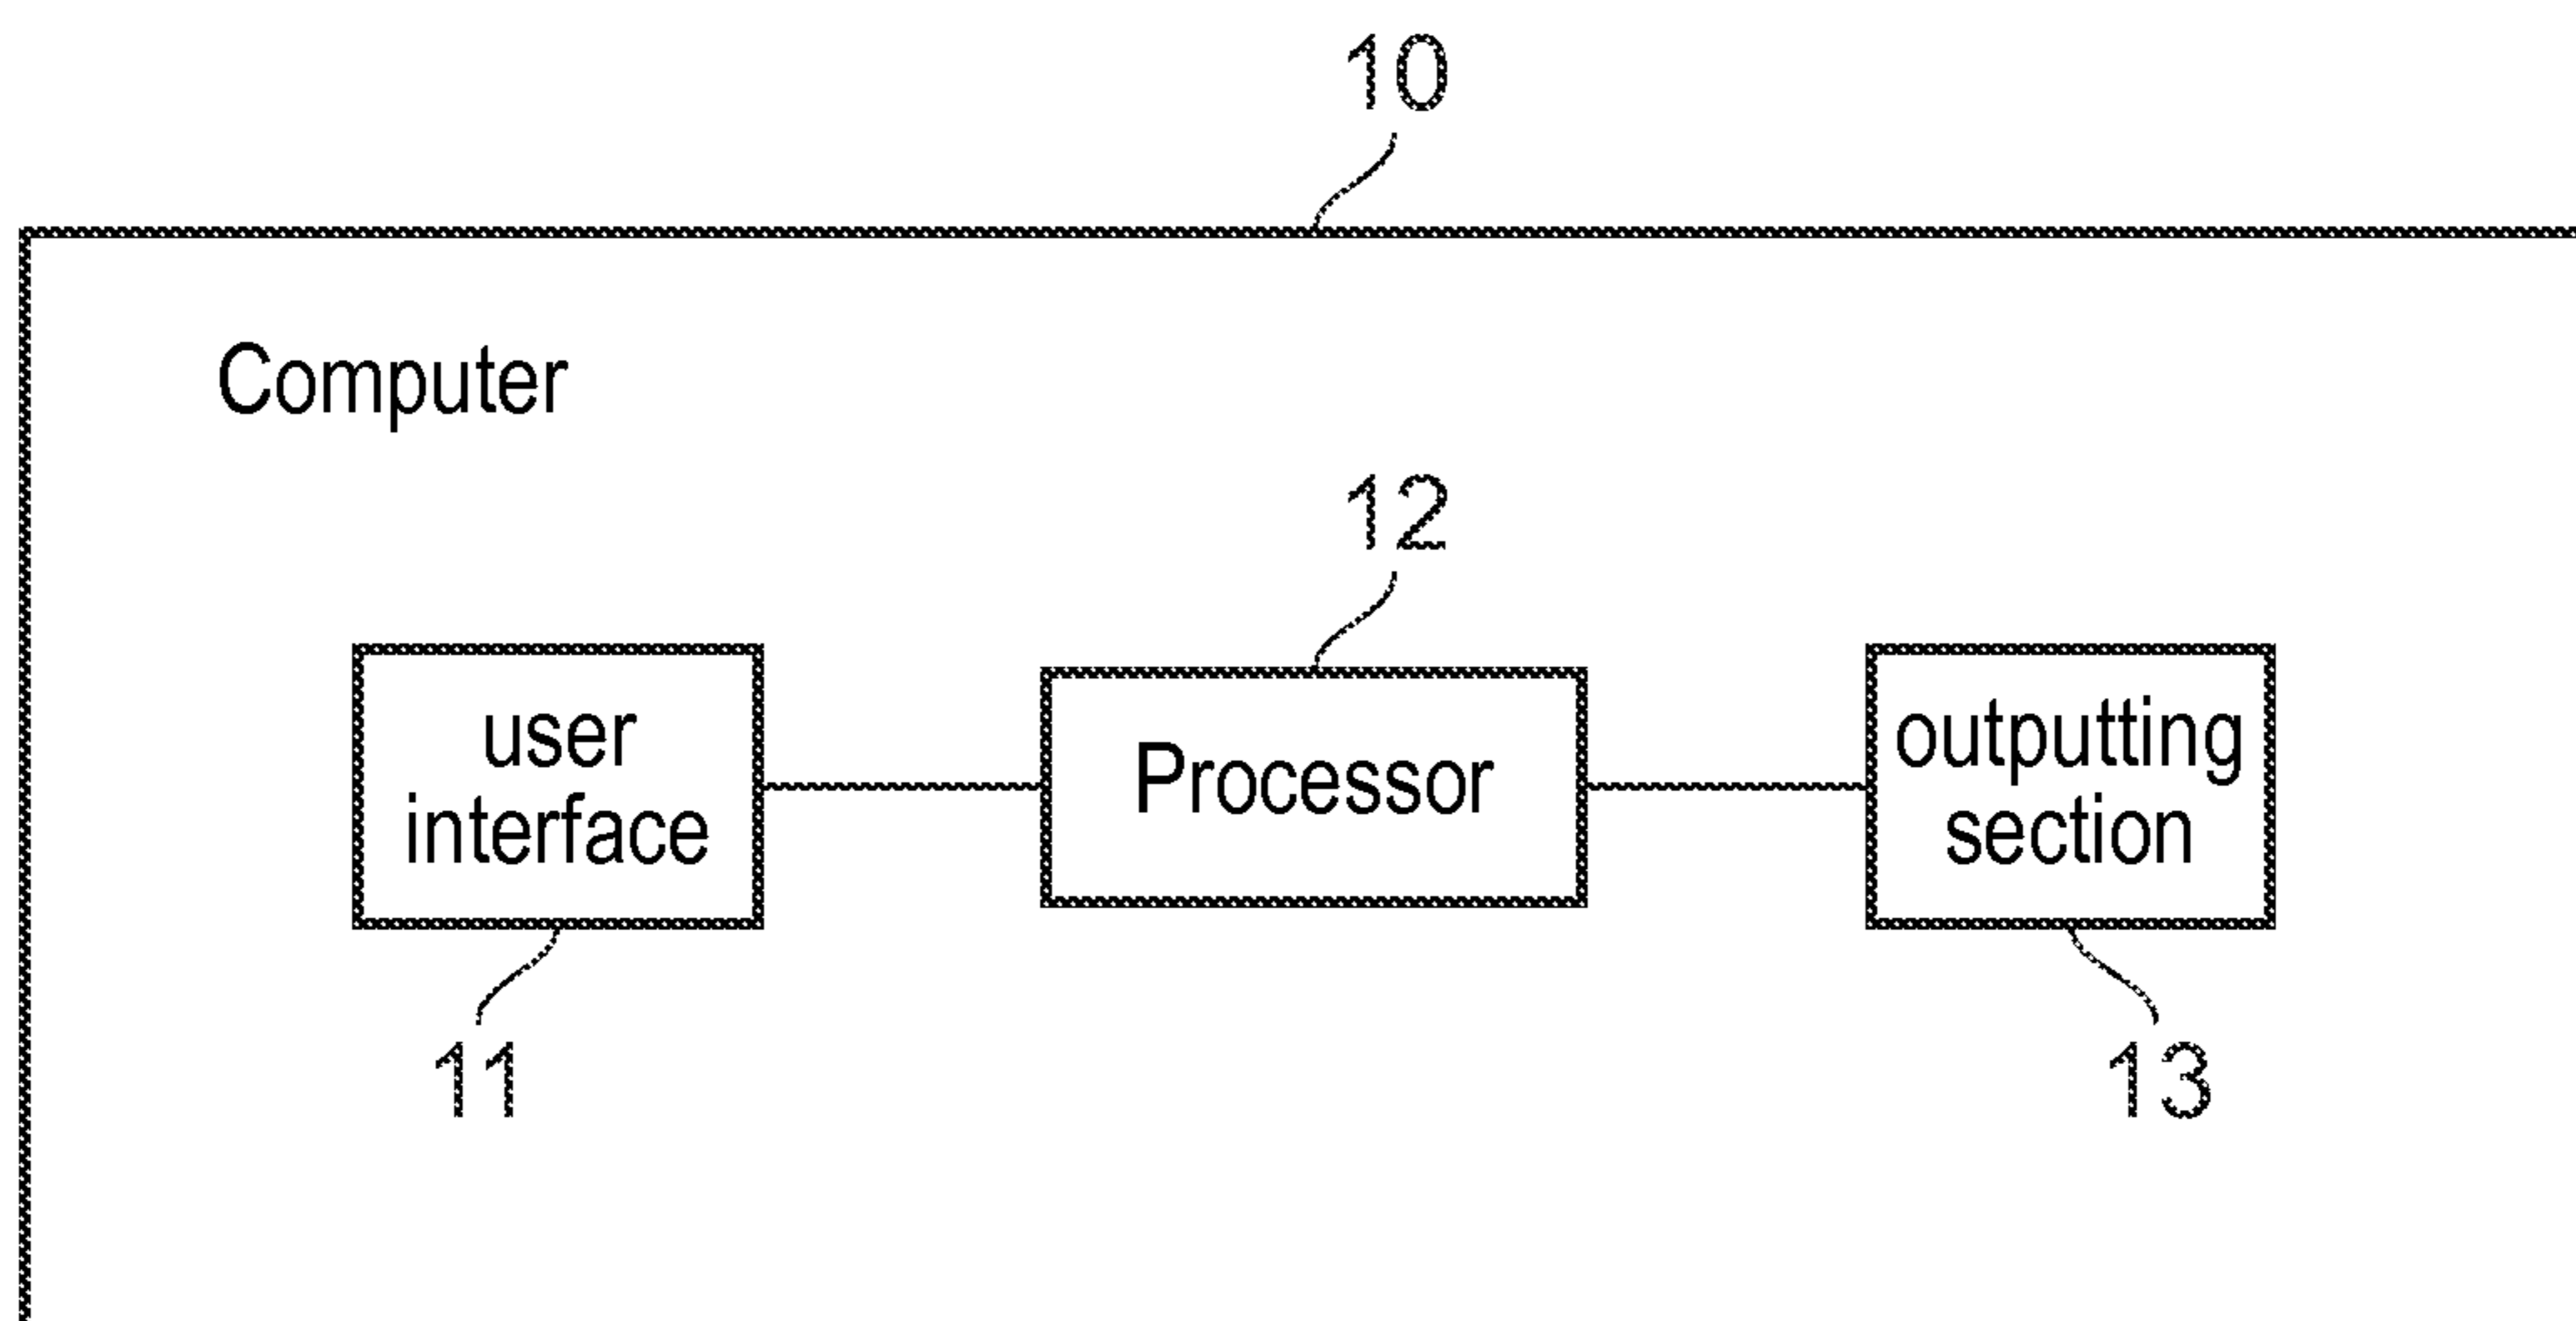 10
Computer
12
user
interface
Processor
outputting
section
11
13